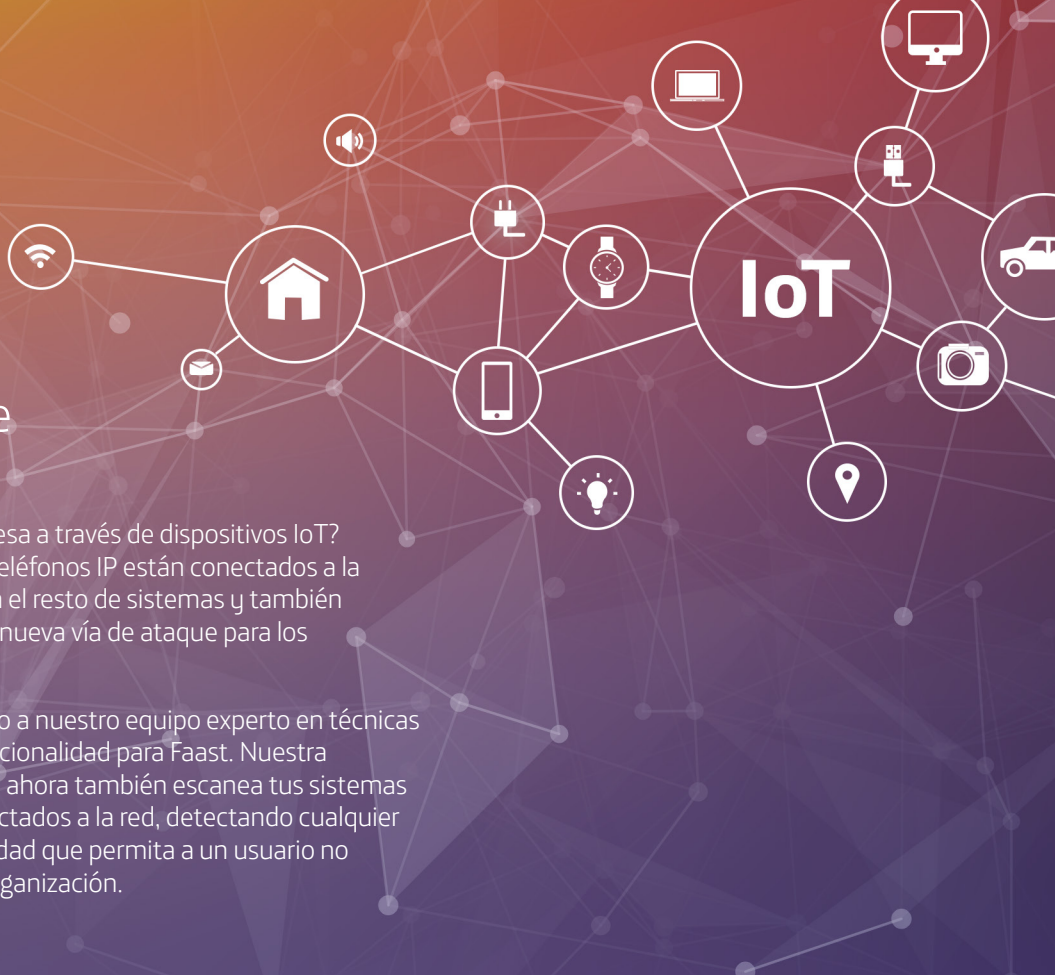 IoT
e
esa a través de dispositivos IoT?
eléfonos IP están conectados a la
el resto de sistemas y también
nueva vía de ataque para los
o a nuestro equipo experto en técnicas
cionalidad para Faast. Nuestra
ahora también escanea tus sistemas
ctados a la red, detectando cualquier
dad que permita a un usuario no
ganización.